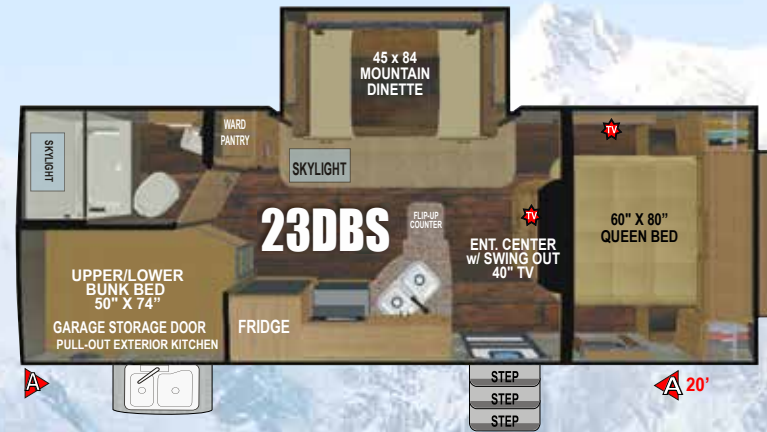 45 x 84
MOUNTAIN
DINETTE
WARD
PANTRY
SKYLIGHT
SKYLIGHT
TV
TV
23DBS
FLIP-UP
COUNTER
ENT. CENTER
w/ SWING OUT
40" TV
60" X 80”
QUEEN BED
UPPER/LOWER
BUNK BED
50" X 74”
GARAGE STORAGE DOOR
PULL-OUT EXTERIOR KITCHEN
FRIDGE
A
STEP
STEP
STEP
A 20’